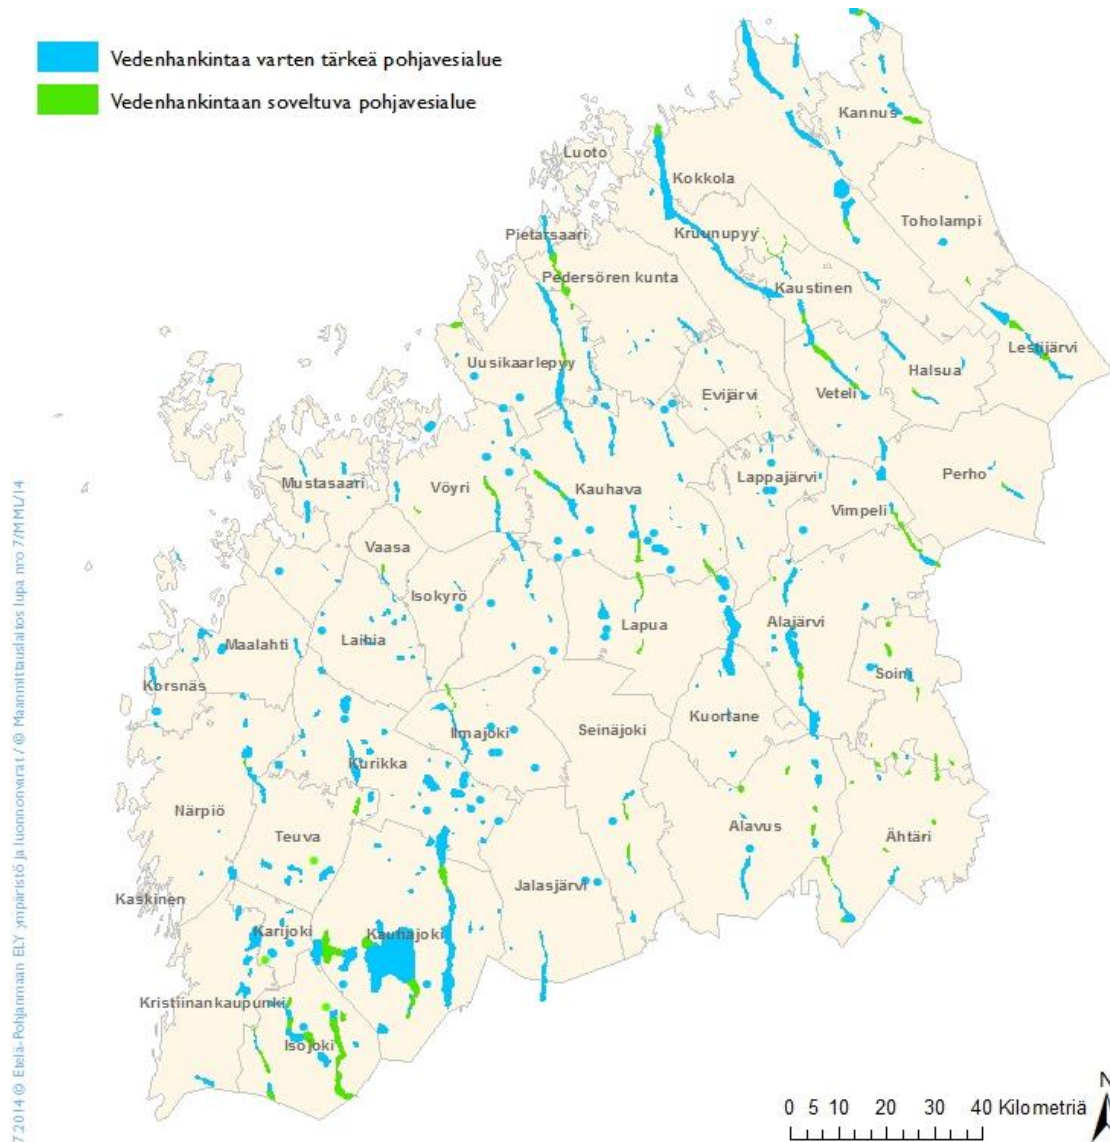 Vedenhankintaa varten tärkeä pohjavesialue
Vedenhankintaan soveltuva pohjavesialue
Kannus
Luoto
Kokkola
Toholampi
Pietarsaari
Kruunupyy
Pedersören kunta
Kaustinen
Lestijärvi
Uusikaarlepyy
Halsua
Evijärvi
Veteli
Lappajärvi
Perho
Mustasaari
Vöyri
Kauhava
Vimpeli
Vaasa
Isokyrö
Lapua
Alajärvi
Maalahti
Laihia
Soini
Korsnäs
Kuortane
Ilmajoki
Seinäjoki
Kurikka
Närpiö
Teuva
Alavus
Ähtäri
Jalasjärvi
Kaskinen
Karijoki
Kauhajoki
Kristiinankaupunki
Isojoki
7.2014 © Etelä-Pohjanmaan ELY ympäristö ja luonnonvarat / © Maanmittauslaitos lupa nro 7/MML/14
N
0 5 10 20 30 40 Kilometriä